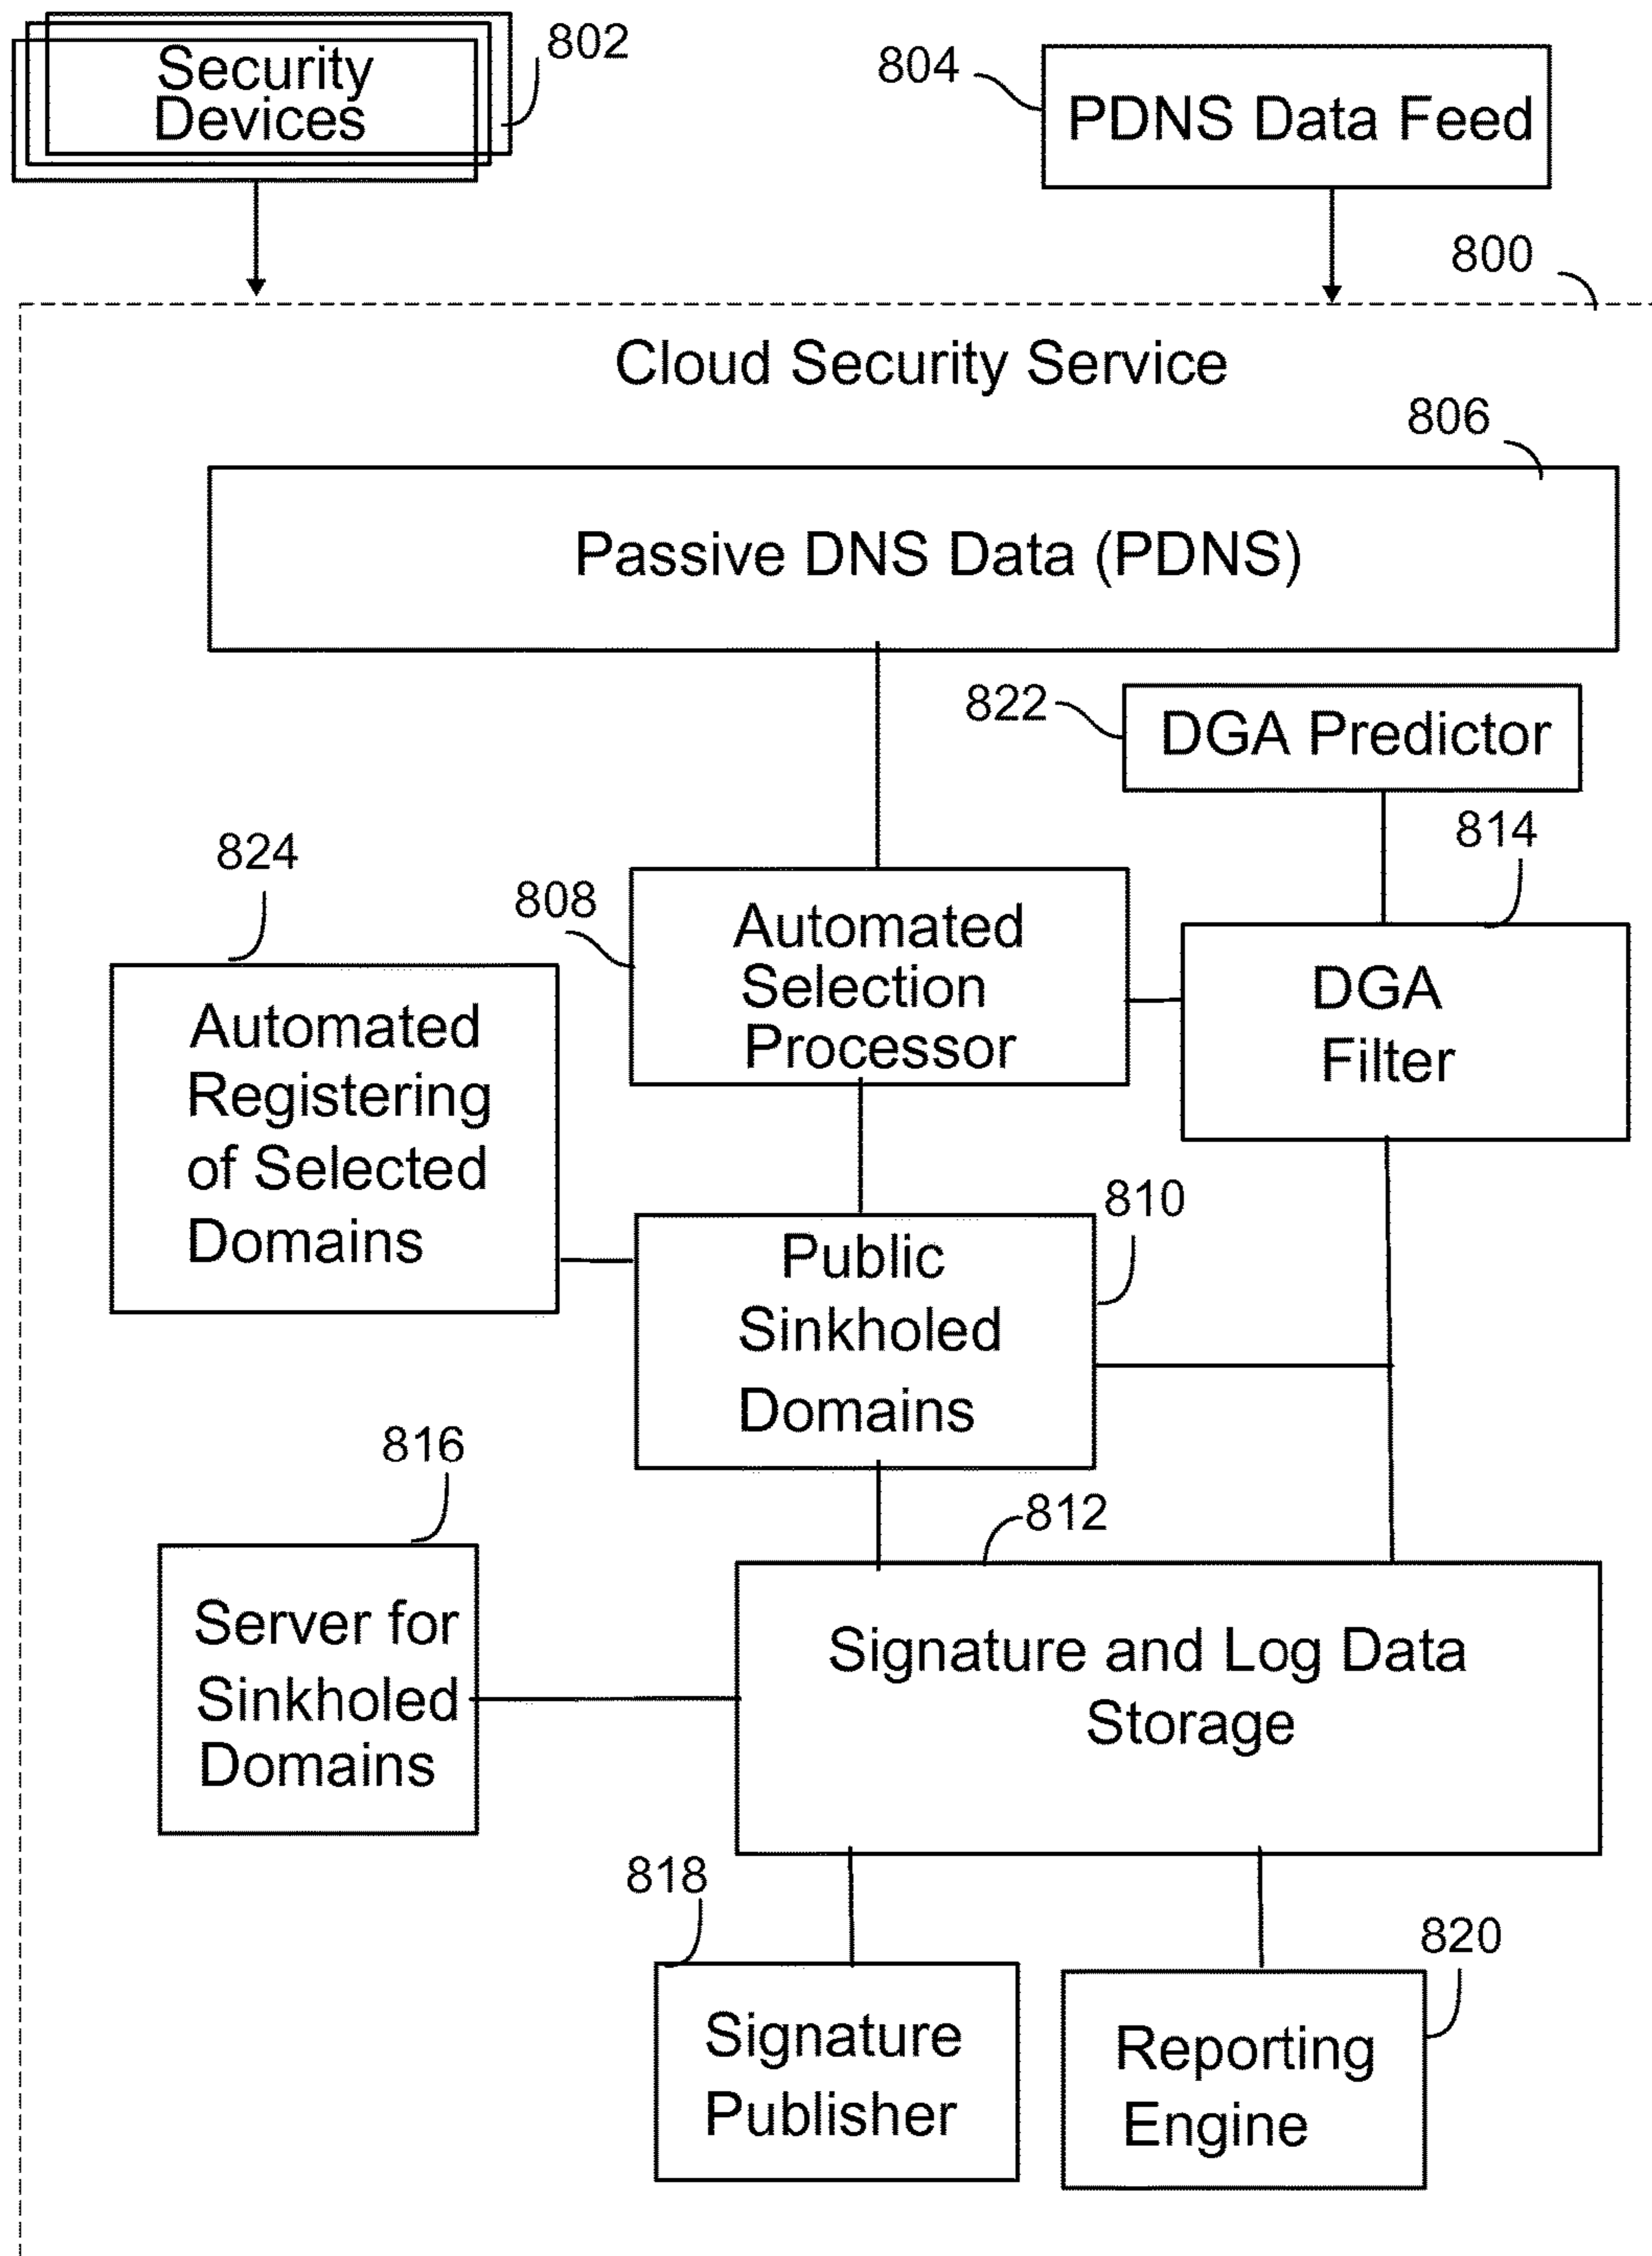 Security
Devices
802
804
PDNS Data Feed
800
Cloud Security Service
806
Passive DNS Data (PDNS)
822
DGA Predictor
814
824
808
Automated
Selection
Processor
DGA
Filter
Automated
Registering
of Selected
Domains
810
Public
Sinkholed
Domains
816
812
Server for
Sinkholed
Domains
Signature and Log Data
Storage
818
820
Signature
Publisher
Reporting
Engine